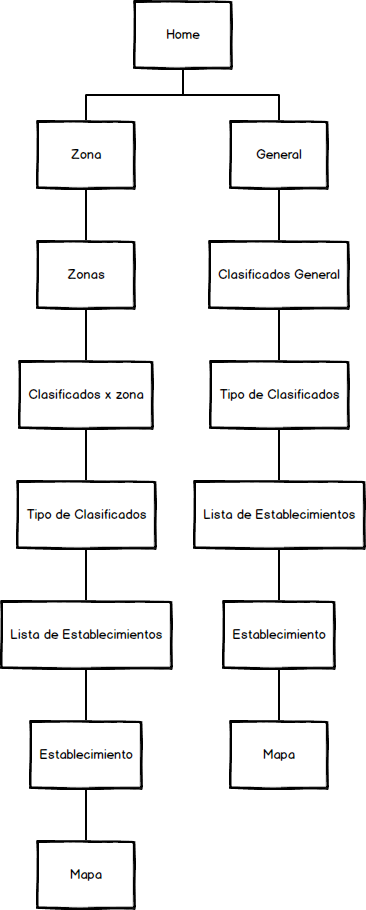 Home
Zona
General
Zonas
Clasificados General
Clasificados x zona
Tipo de Clasificados
Tipo de Clasificados
Lista de Establecimientos
Lista de Establecimientos
Establecimiento
Establecimiento
Mapa
Mapa